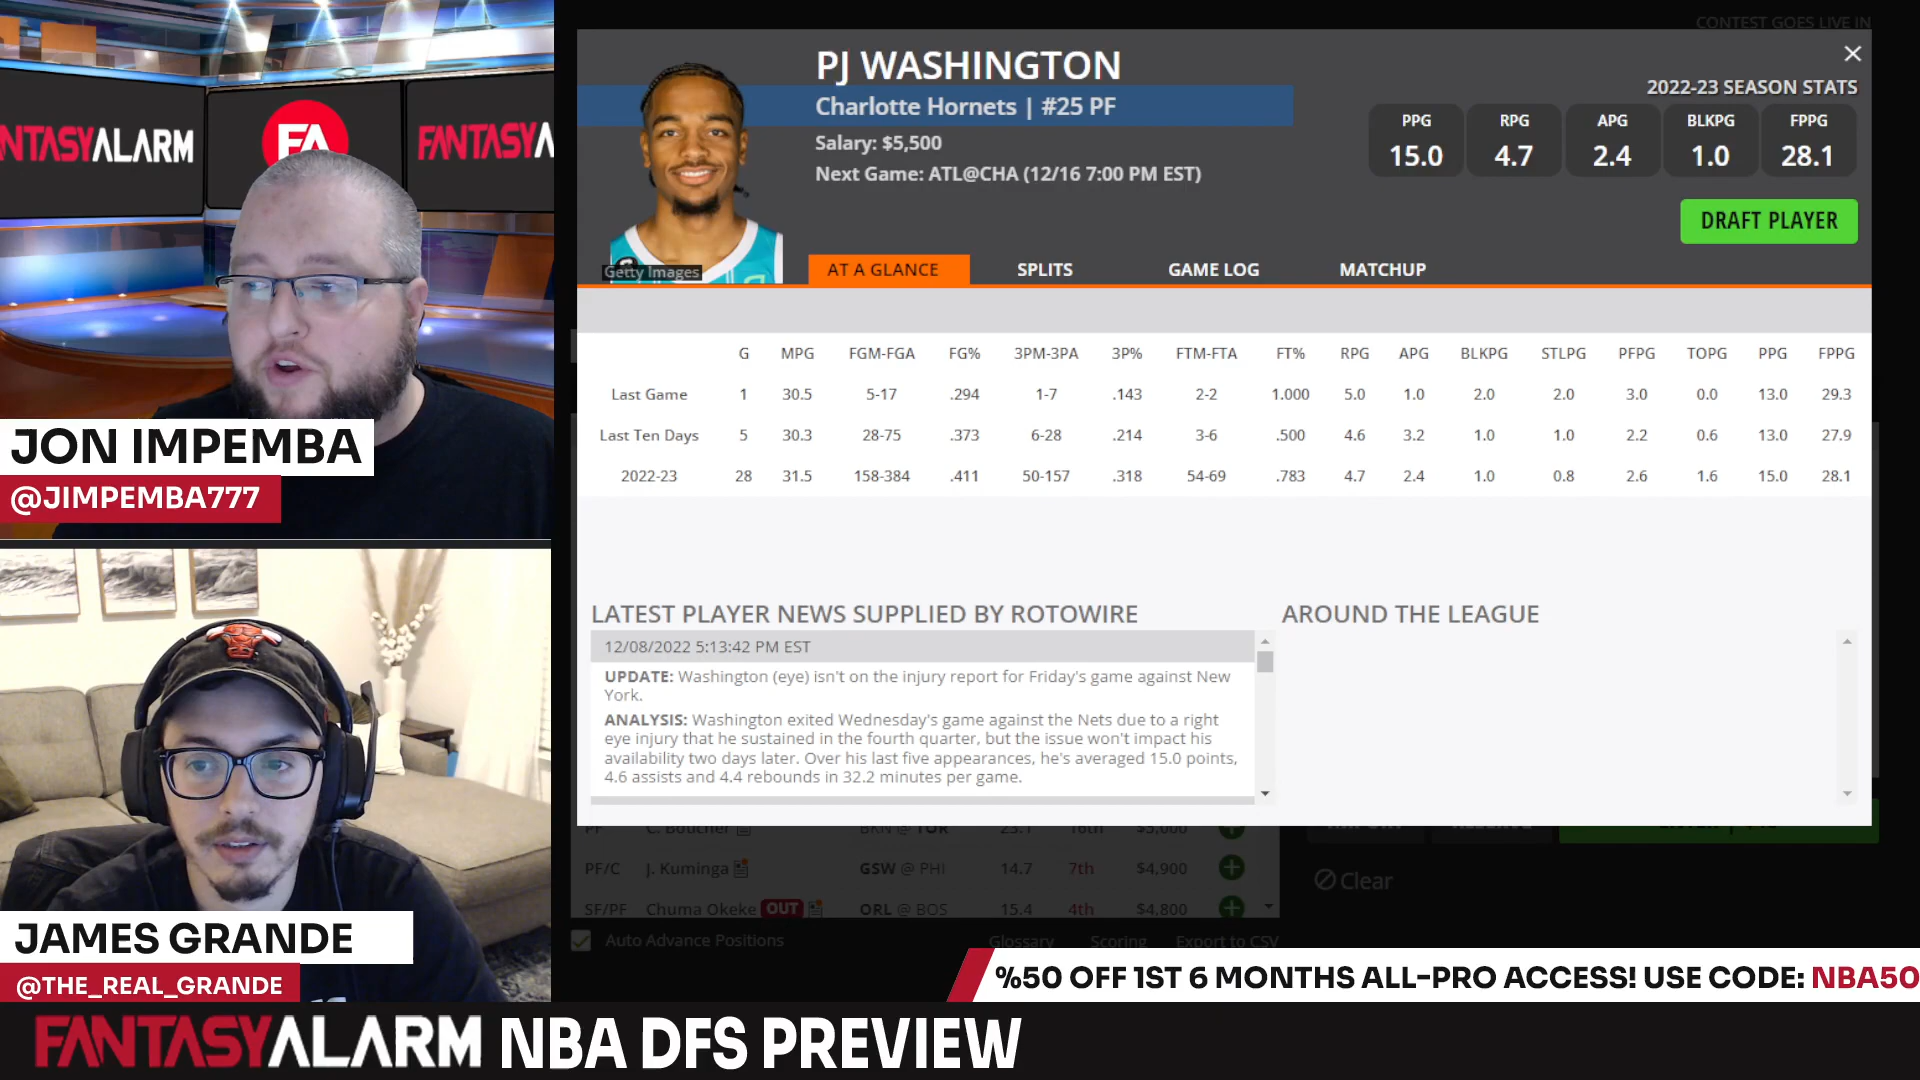 CONTEST GOES LIVE IN
PJ WASHINGTON
Charlotte Hornets | #25 PF
Salary: $5,500
Next Game: ATL@CHA (12/16 7:00 PM EST)
2022-23 SEASON STATS
PPG RPG APG BLKPG FPPG
15.0 4.7 2.4 1.0 28.1
DRAFT PLAYER
Getty Images
AT A GLANCE SPLITS GAME LOG MATCHUP
G MPG FGM-FGA FG% 3PM-3PA 3P% FTM-FTA FT% RPG APG BLKPG STLPG PFPG TOPG PPG FPPG
Last Game 1 30.5 5-17 .294 1-7 .143 2-2 1.000 5.0 1.0 2.0 2.0 3.0 0.0 13.0 29.3
Last Ten Days 5 30.3 28-75 .373 6-28 .214 3-6 .500 4.6 3.2 1.0 1.0 2.2 0.6 13.0 27.9
2022-23 28 31.5 158-384 .411 50-157 .318 54-69 .783 4.7 2.4 1.0 0.8 2.6 1.6 15.0 28.1
LATEST PLAYER NEWS SUPPLIED BY ROTOWIRE
AROUND THE LEAGUE
12/08/2022 5:13:42 PM EST
UPDATE: Washington (eye) isn't on the injury report for Friday's game against New
York.
ANALYSIS: Washington exited Wednesday's game against the Nets due to a right
eye injury that he sustained in the fourth quarter, but the issue won't impact his
availability two days later. Over his last five appearances, he's averaged 15.0 points,
4.6 assists and 4.4 rebounds in 32.2 minutes per game.
PF C. Boucher BKN @ TOR 23.1 16th $5,000
PF/C J. Kuminga GSW @ PHI 14.7 7th $4,900
SF/PF Chuma Okeke OUT ORL @ BOS 15.4 4th $4,800
Clear
Auto Advance Positions
Glossary Scoring Export to CSV
NTASYALARM
FA
FANTASYA
JON IMPEMBA
@JIMPEMBA777
JAMES GRANDE
@THE_REAL_GRANDE
%50 OFF 1ST 6 MONTHS ALL-PRO ACCESS! USE CODE: NBA50
FANTASYALARM NBA DFS PREVIEW